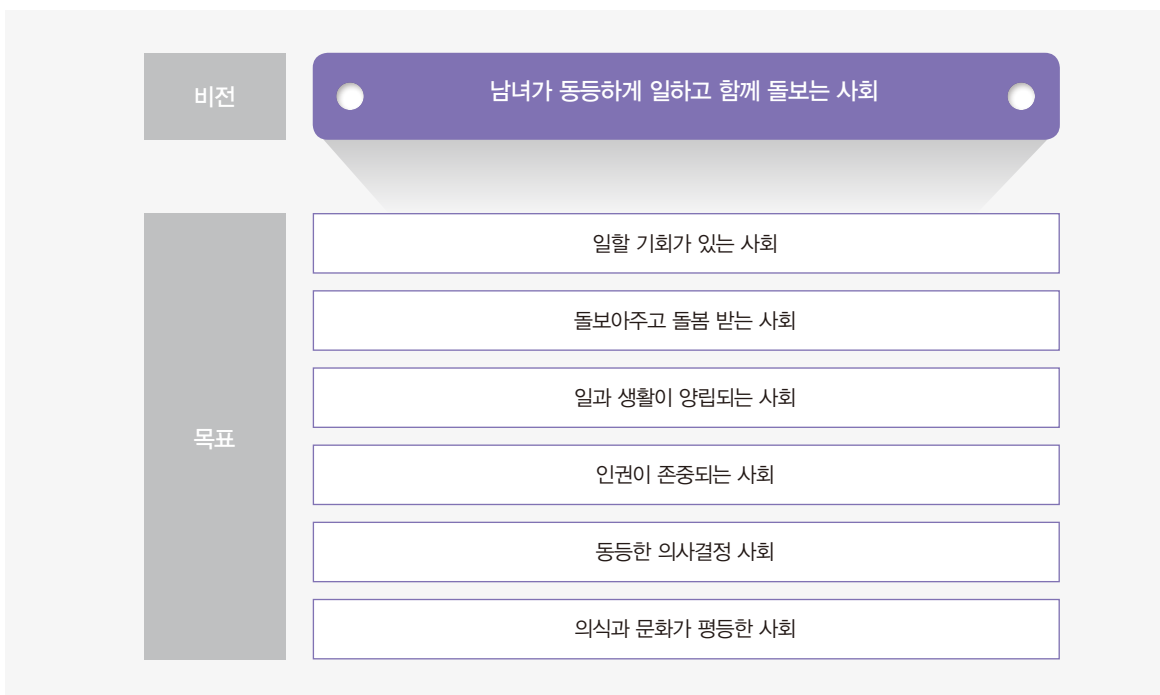 비전
남녀가 동등하게 일하고 함께 돌보는 사회
목표
일할 기회가 있는 사회
돌보아주고 돌봄 받는 사회
일과 생활이 양립되는 사회
인권이 존중되는 사회
동등한 의사결정 사회
의식과 문화가 평등한 사회